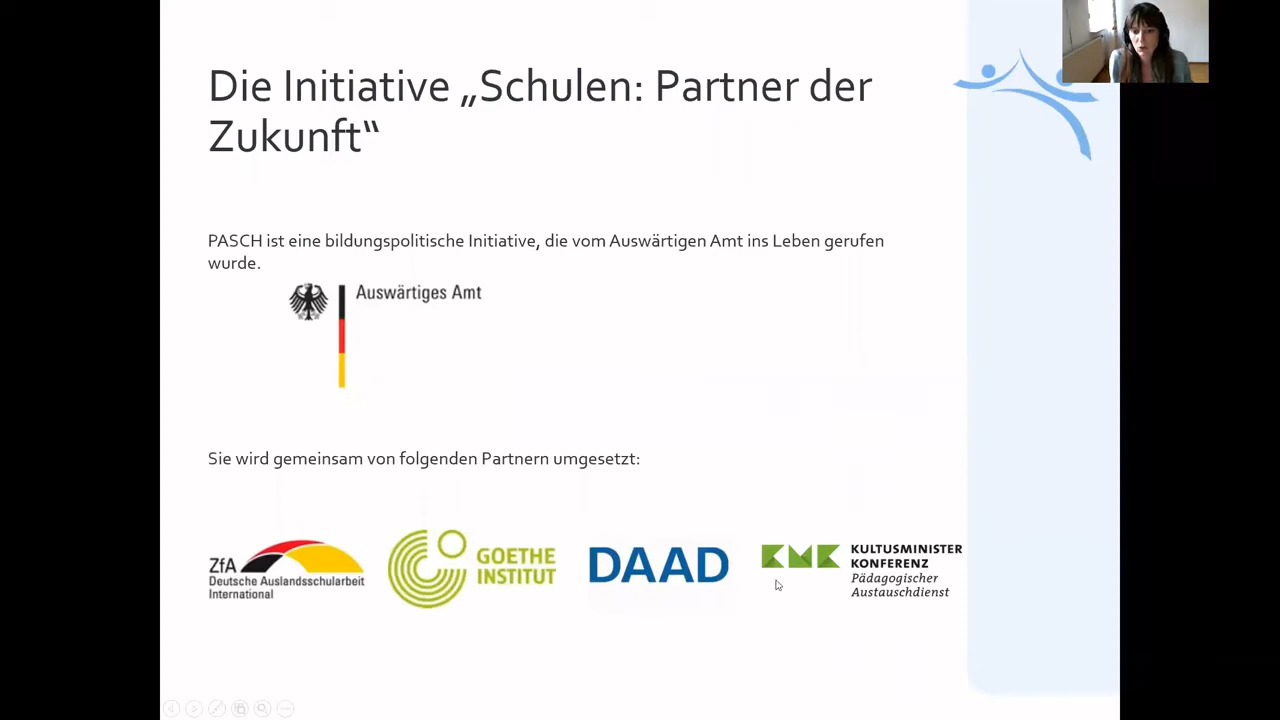 Die Initiative „Schulen: Partner der
Zukunft“
PASCH ist eine bildungspolitische Initiative, die vom Auswärtigen Amt ins Leben gerufen
wurde.
Auswärtiges Amt
Sie wird gemeinsam von folgenden Partnern umgesetzt:
ZfA
Deutsche Auslandsschularbeit
International
GOETHE
INSTITUT
DAAD
KMK
KULTUSMINISTER
KONFERENZ
Pädagogischer
Austauschdienst